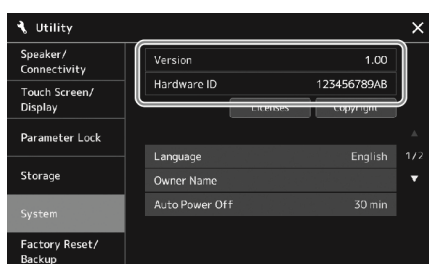 Utility
Speaker/
Connectivity
Touch Screen/
Display
Parameter Lock
Storage
System
Factory Reset/
Backup
Version 1.00
Hardware ID 123456789AB
Licenses Copyright
Language English
Owner Name
Auto Power Off 30 min
1/2